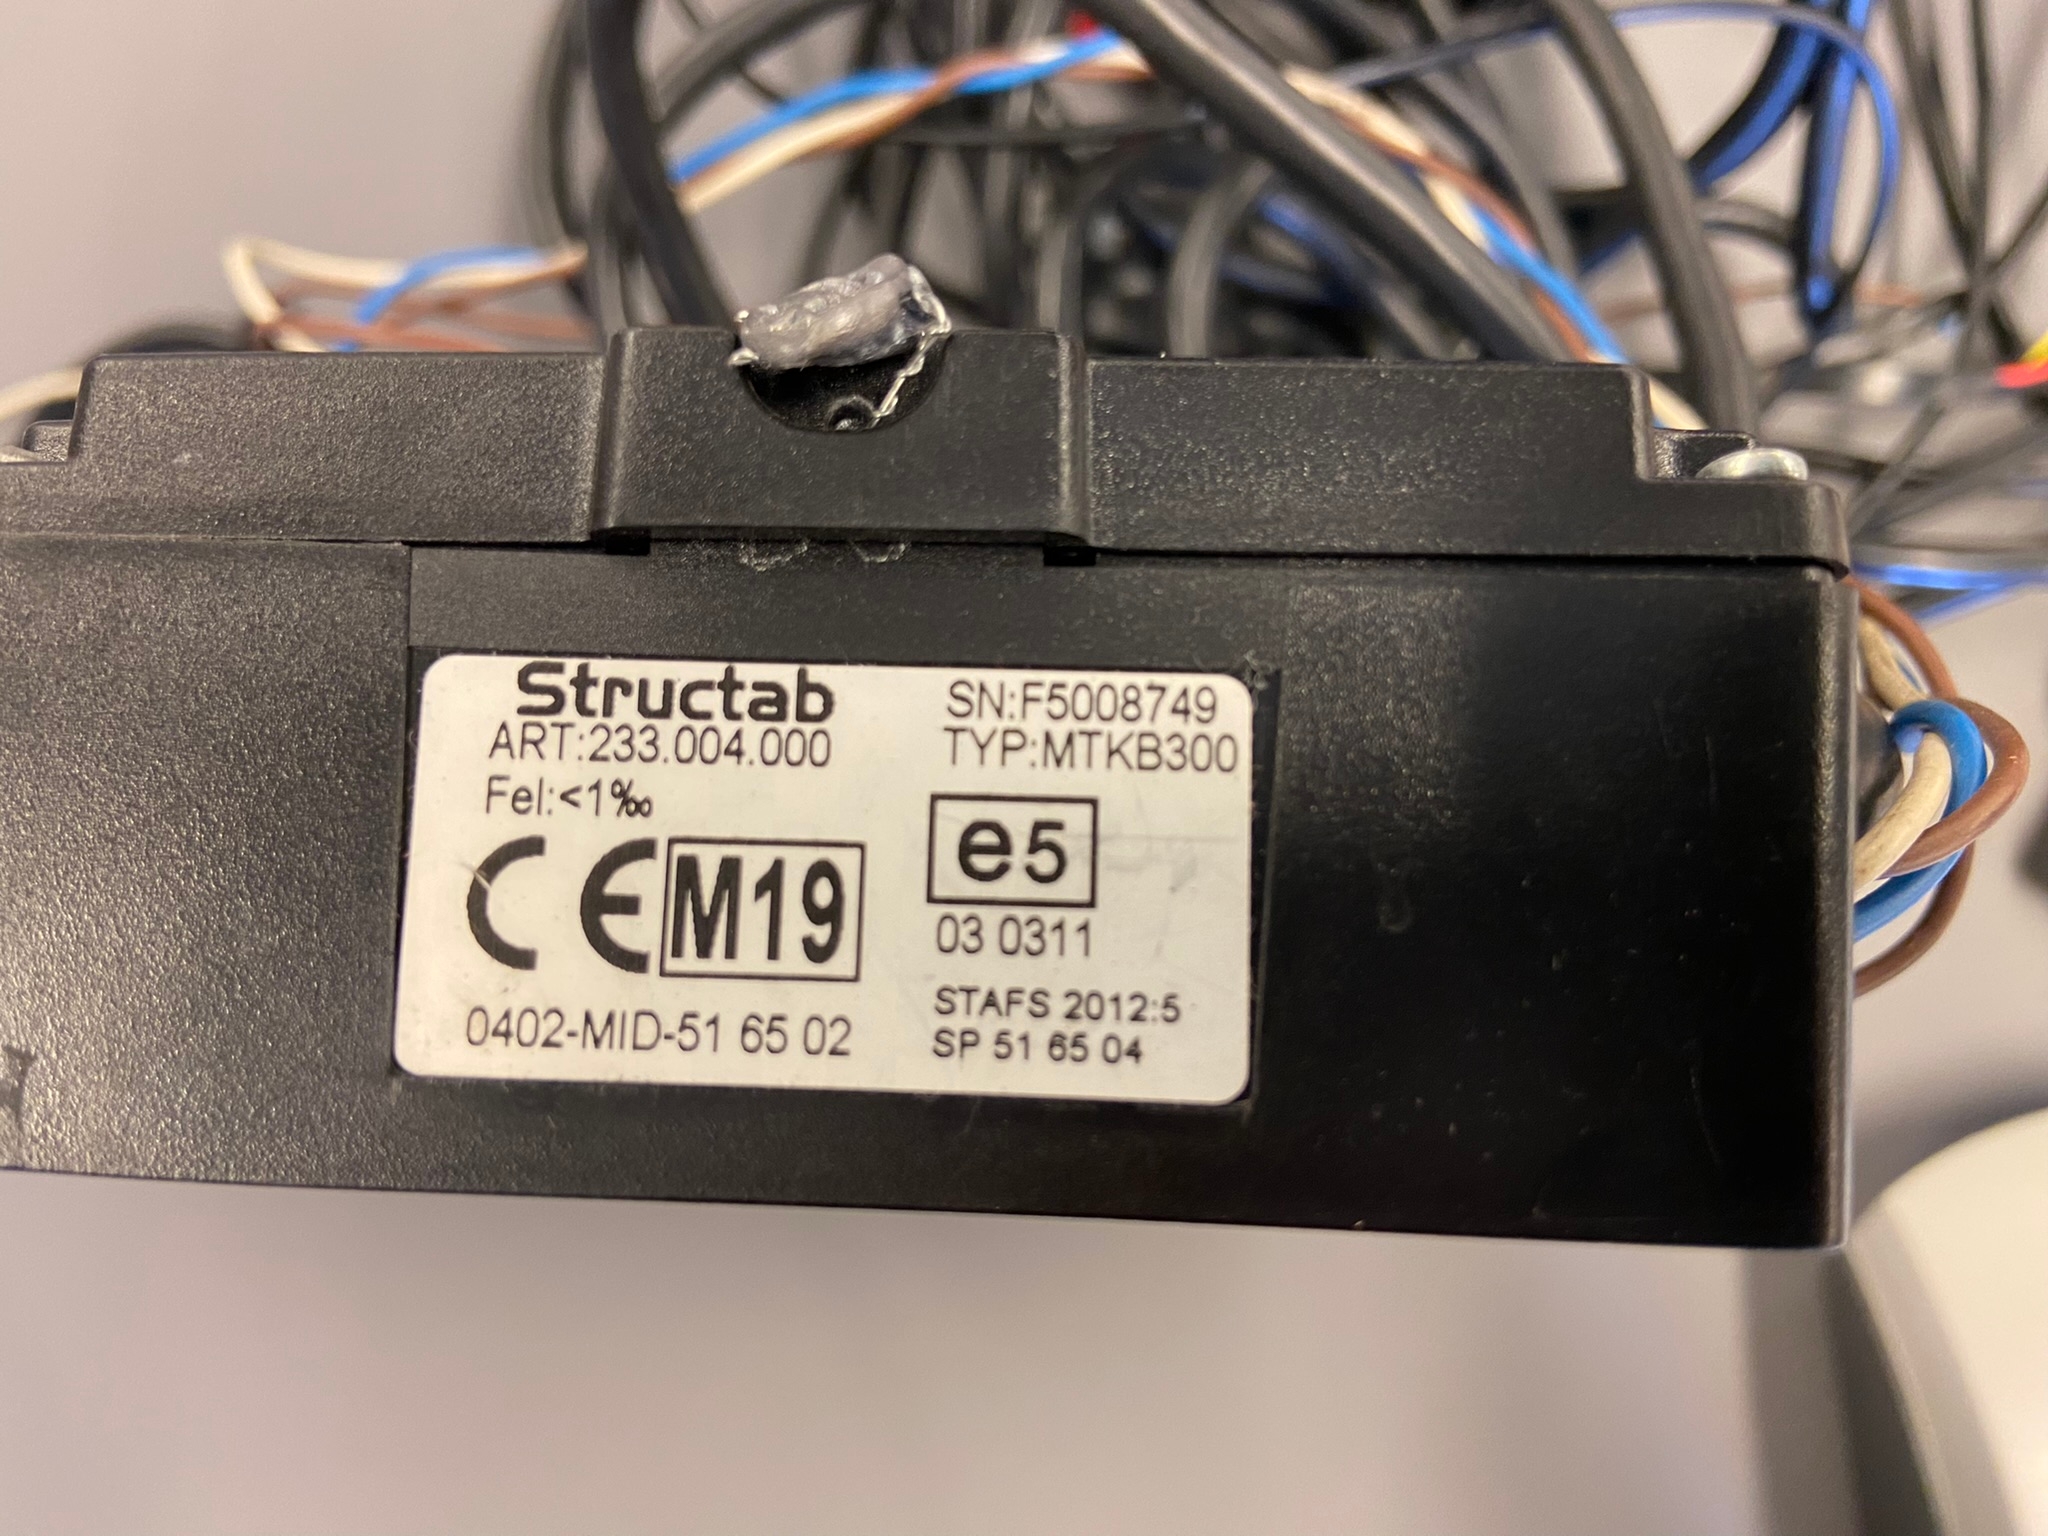 Structab
ART:233.004.000
Fel:<1‰
CE M19
0402-MID-51 65 02
SN:F5008749
TYP:MTKB300
e5
03 0311
STAFS 2012:5
SP 51 65 04